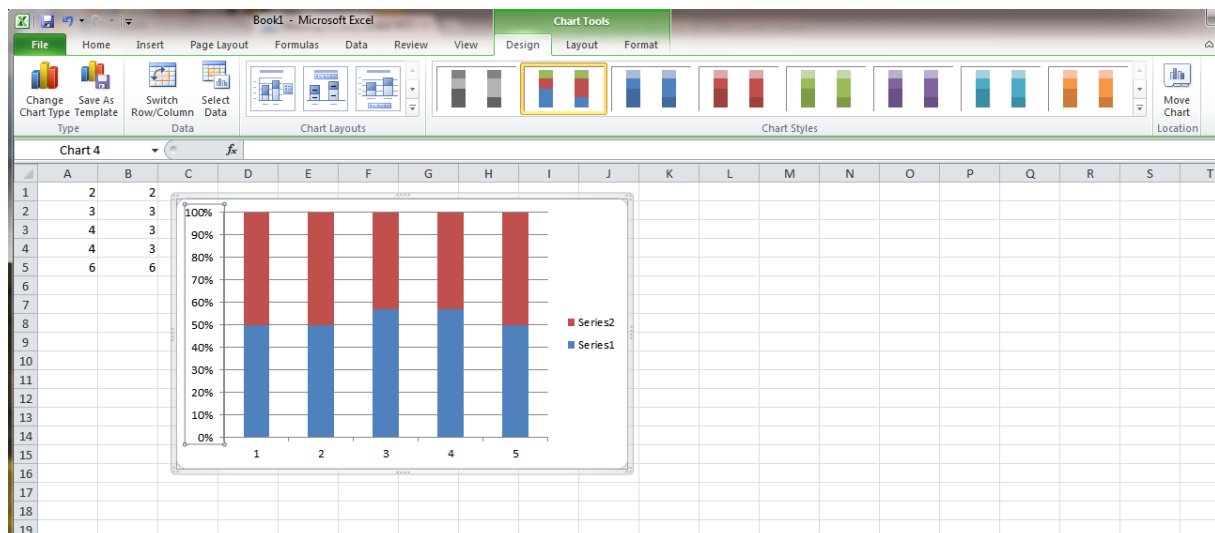 Book1 - Microsoft Excel
Chart Tools
File Home Insert Page Layout Formulas Data Review View Design Layout Format
Change Chart Type
Save As Template
Switch Row/Column
Select Data
Move Chart
Type Data Chart Layouts Chart Styles Location
Chart 4 fx
A B C D E F G H I J K L M N O P Q R S T
1 2 2
2 3 3
3 4 3
4 4 3
5 6 6
6
7
8
9
10
11
12
13
14
15
16
17
18
19
100%
90%
80%
70%
60%
50%
40%
30%
20%
10%
0%
1 2 3 4 5
Series2
Series1